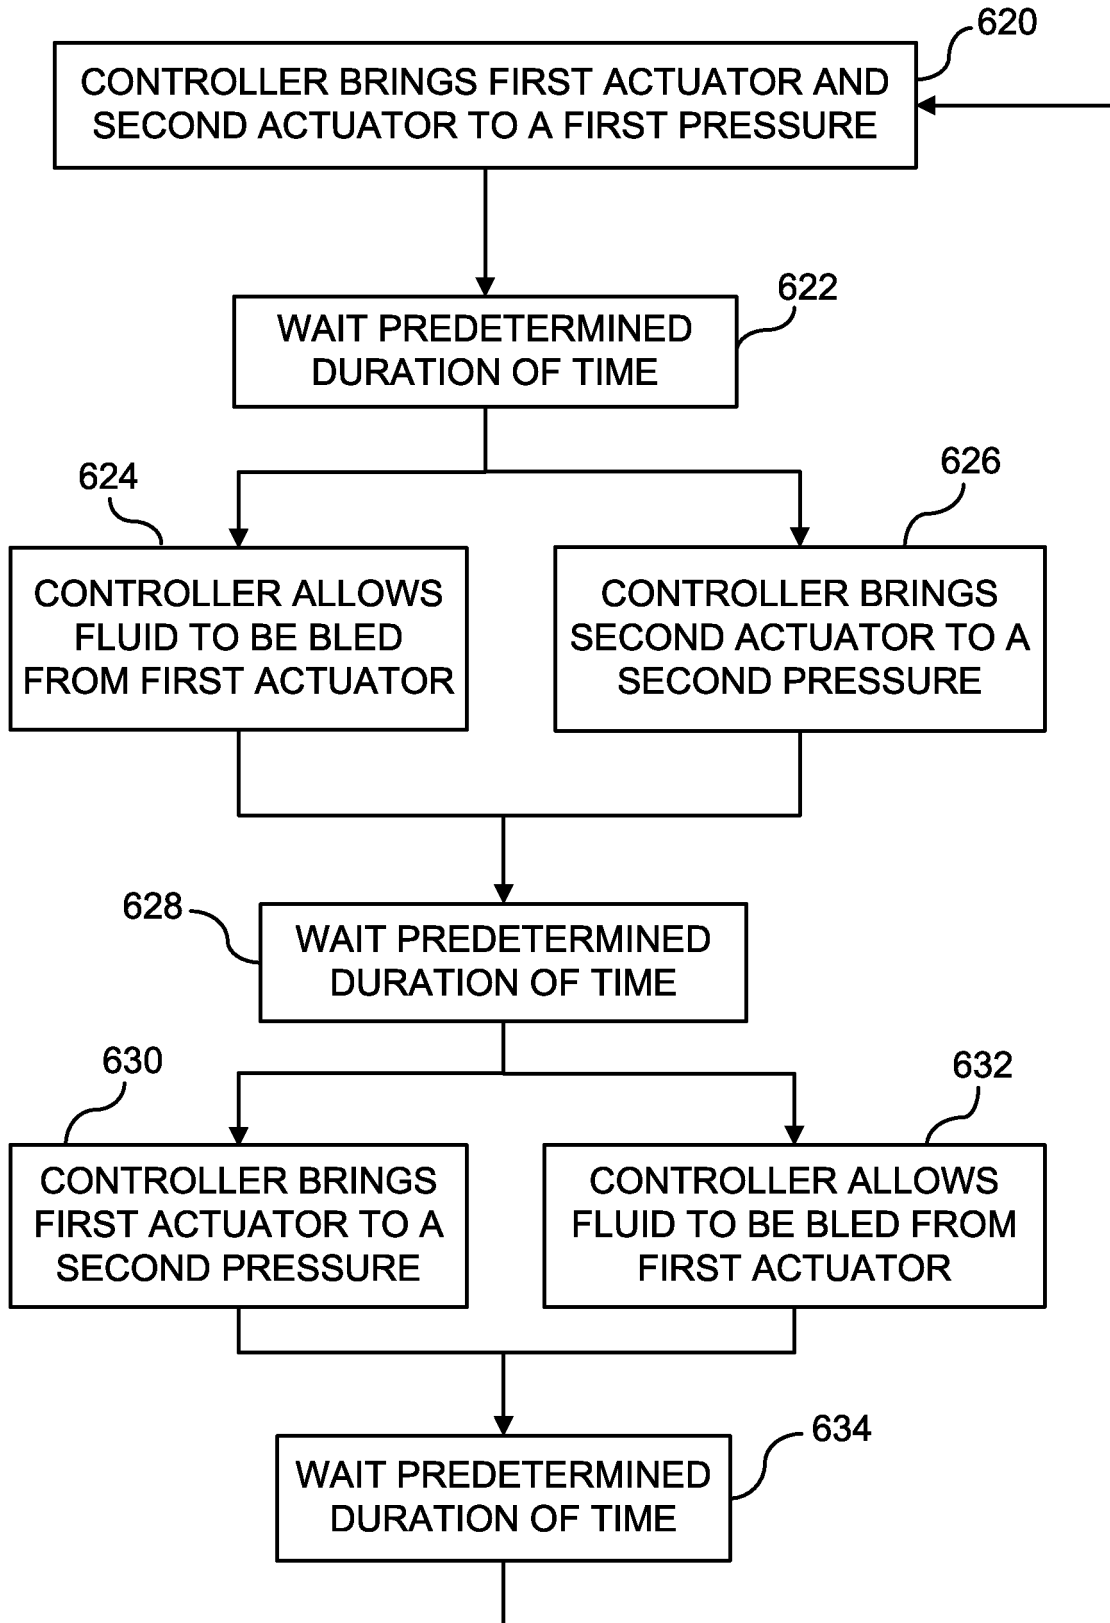 620
CONTROLLER BRINGS FIRST ACTUATOR AND
SECOND ACTUATOR TO A FIRST PRESSURE
622
WAIT PREDETERMINED
DURATION OF TIME
624
CONTROLLER ALLOWS
FLUID TO BE BLED
FROM FIRST ACTUATOR
626
CONTROLLER BRINGS
SECOND ACTUATOR TO A
SECOND PRESSURE
628
WAIT PREDETERMINED
DURATION OF TIME
630
CONTROLLER BRINGS
FIRST ACTUATOR TO A
SECOND PRESSURE
632
CONTROLLER ALLOWS
FLUID TO BE BLED FROM
FIRST ACTUATOR
634
WAIT PREDETERMINED
DURATION OF TIME